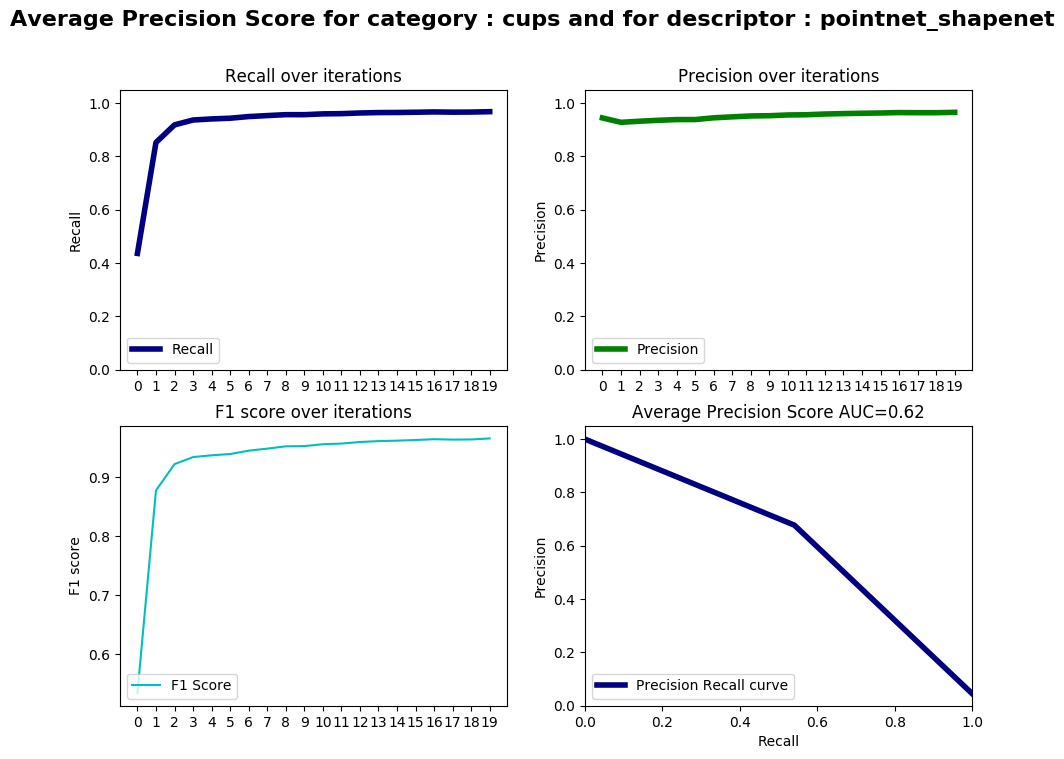 Average Precision Score for category : cups and for descriptor : pointnet_shapenet
Recall over iterations
1.0
0.8
0.6
0.4
0.2
0.0
Recall
Recall
0 1 2 3 4 5 6 7 8 9 10 11 12 13 14 15 16 17 18 19
Precision over iterations
1.0
0.8
0.6
0.4
0.2
0.0
Precision
Precision
0 1 2 3 4 5 6 7 8 9 10 11 12 13 14 15 16 17 18 19
F1 score over iterations
0.9
0.8
0.7
0.6
F1 score
F1 Score
0 1 2 3 4 5 6 7 8 9 10 11 12 13 14 15 16 17 18 19
Average Precision Score AUC=0.62
1.0
0.8
0.6
0.4
0.2
0.0
Precision
Precision Recall curve
0.0 0.2 0.4 0.6 0.8 1.0
Recall